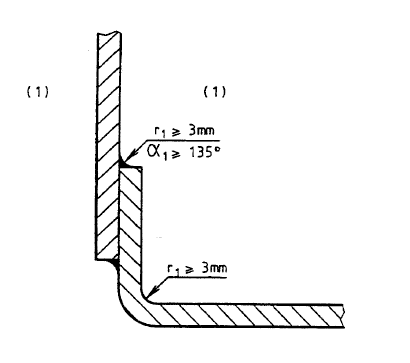 (1) (1)
r₁ ≥ 3mm
α₁ ≥ 135°
r₁ ≥ 3mm